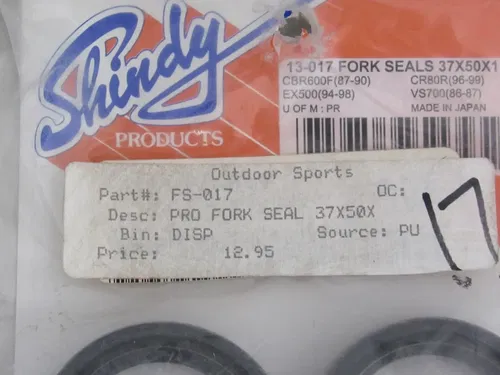 Shindy
PRODUCTS
13-017 FORK SEALS 37X50X1
CBR600F(87-90) CR80R(96-99)
EX500(94-98) VS700(86-87)
U OF M : PR MADE IN JAPAN
Outdoor Sports
Part#: FS-017 OC:
Desc: PRO FORK SEAL 37X50X
Bin: DISP Source: PU
Price: 12.95
17